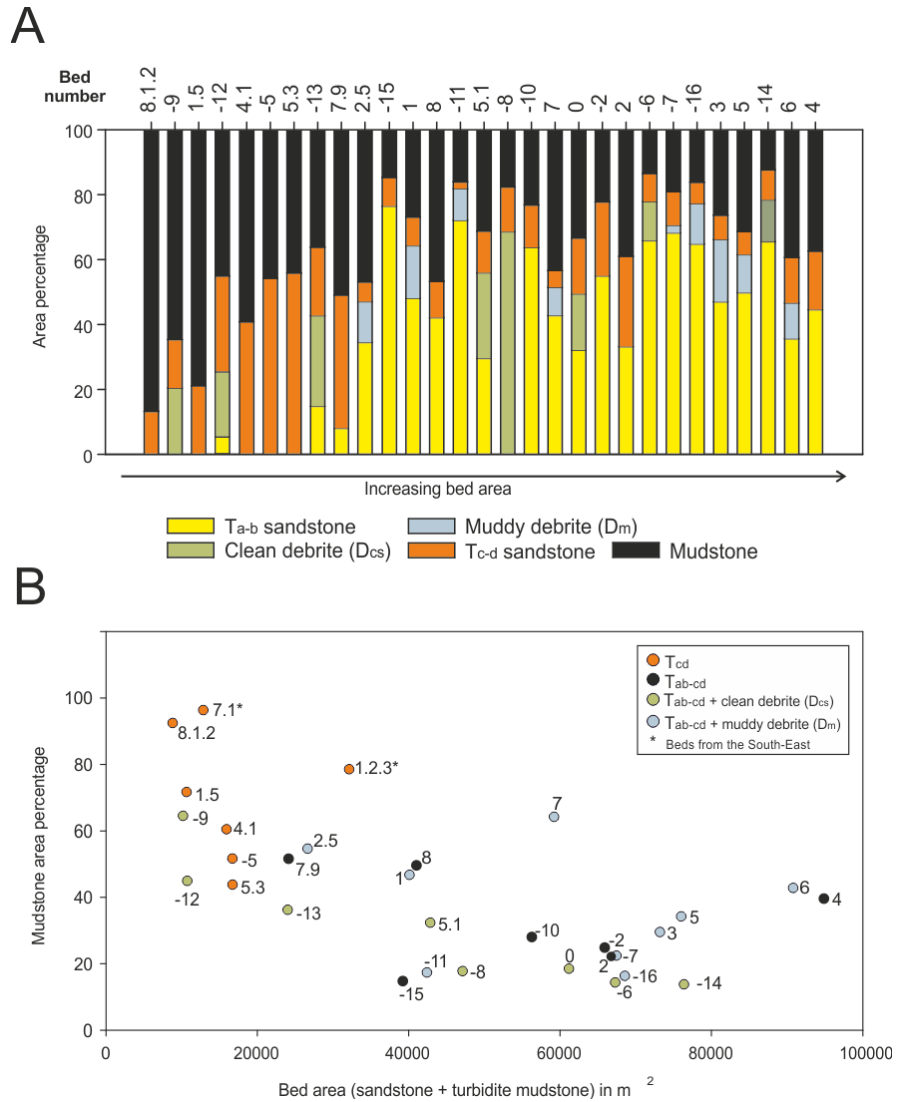 A
Bed
number
8.1.2 -9 1.5 -12 4.1 -5 5.3 -13 7.9 2.5 -15 1 8 -11 5.1 -8 -10 7 0 -2 2 -6 -7 -16 3 5 -14 6 4
Area percentage
100
80
60
40
20
0
Increasing bed area
Ta-b sandstone Muddy debrite (Dm)
Clean debrite (Dcs) Tc-d sandstone Mudstone
B
Mudstone area percentage
100
80
60
40
20
0
Tcd
Tab-cd
Tab-cd + clean debrite (Dcs)
Tab-cd + muddy debrite (Dm)
* Beds from the South-East
7.1*
8.1.2
1.2.3*
1.5
-9
4.1
7
2.5
-5
7.9
8
1
5.3
-12
6
4
-13
5.1
5
3
-10
-2
0
2
-7
-11
-8
-16
-15
-6
-14
0 20000 40000 60000 80000 100000
Bed area (sandstone + turbidite mudstone) in m 2